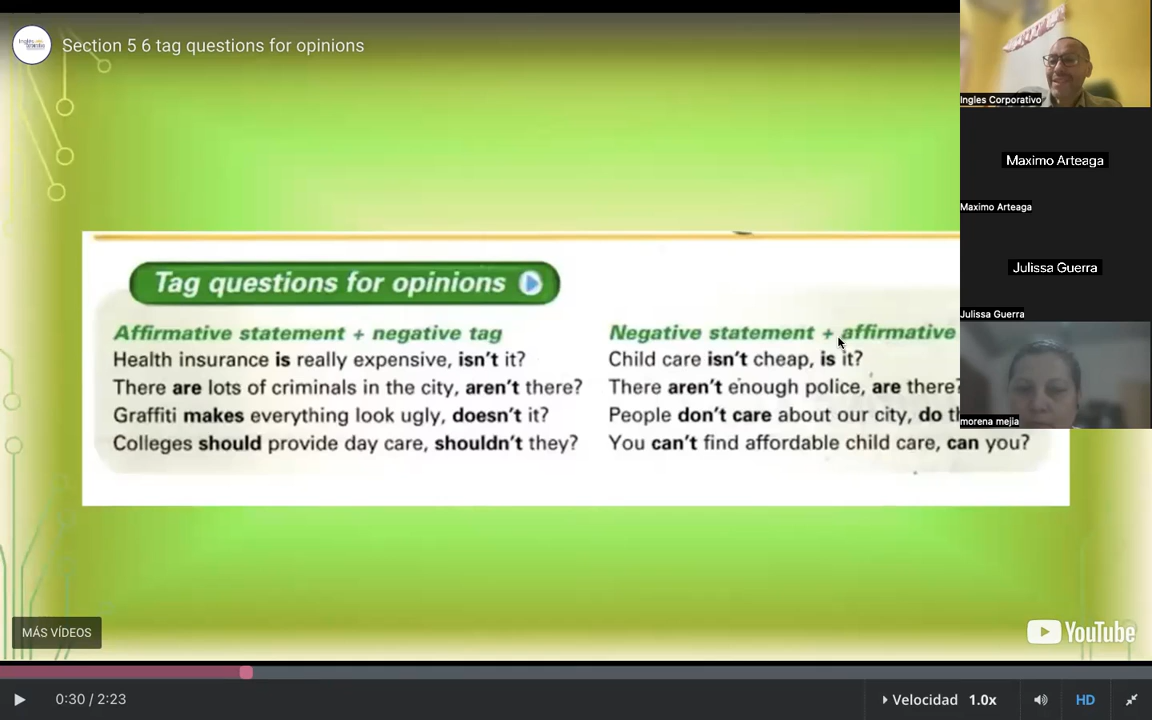 Section 5 6 tag questions for opinions
Ingles Corporativo
Maximo Arteaga
Maximo Arteaga
Julissa Guerra
Julissa Guerra
morena mejia
Tag questions for opinions
Affirmative statement + negative tag
Health insurance is really expensive, isn't it?
There are lots of criminals in the city, aren't there?
Graffiti makes everything look ugly, doesn't it?
Colleges should provide day care, shouldn't they?
Negative statement + affirmative
Child care isn't cheap, is it?
There aren't enough police, are there?
People don't care about our city, do th
You can't find affordable child care, can you?
MÁS VÍDEOS
YouTube
0:30 / 2:23
Velocidad 1.0x
HD